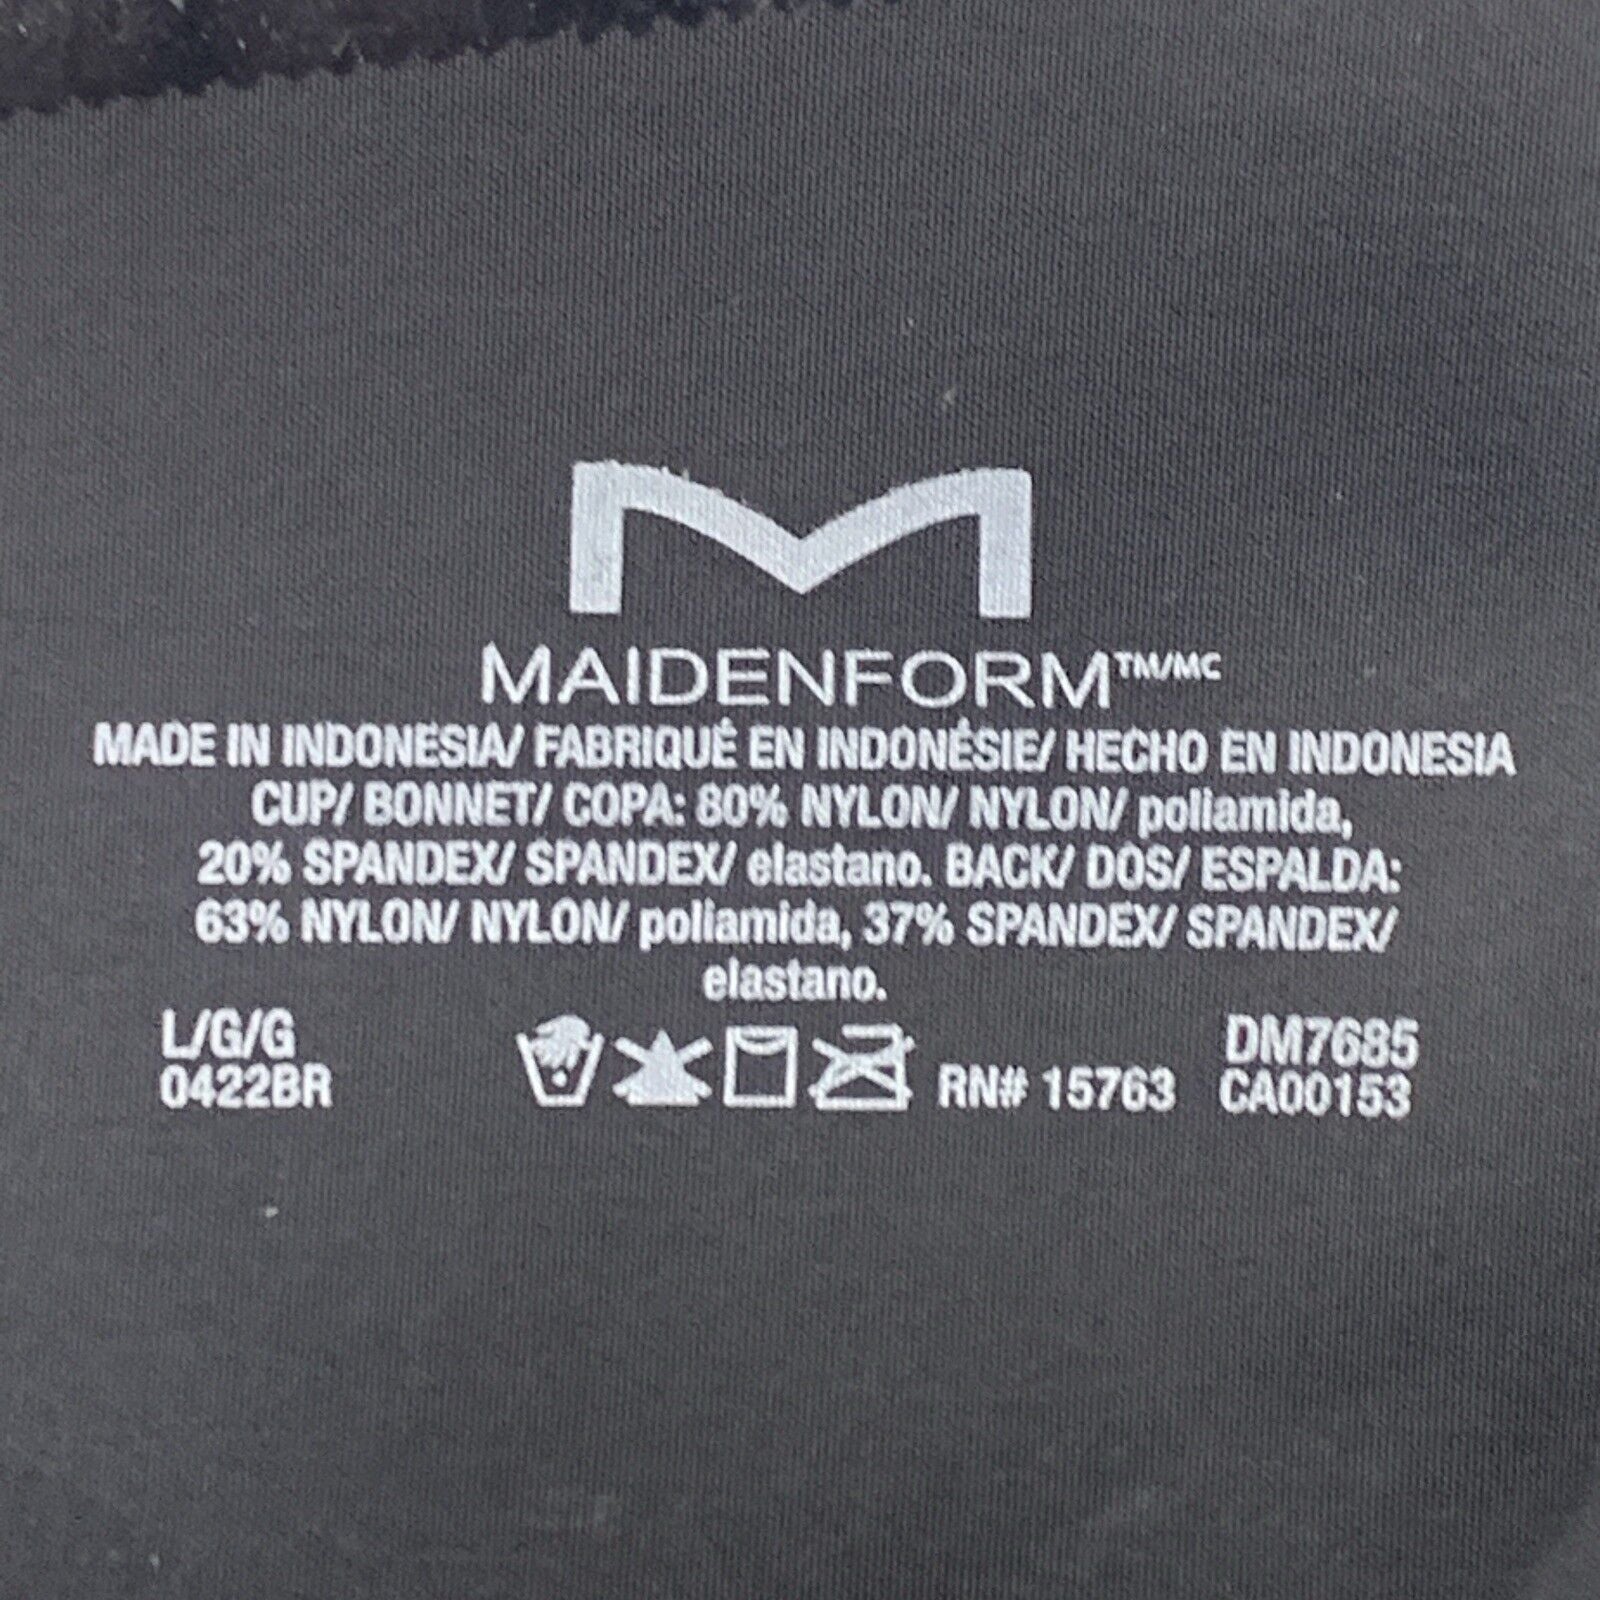 MAIDENFORM™/MC
MADE IN INDONESIA/ FABRIQUÉ EN INDONÉSIE/ HECHO EN INDONESIA
CUP/ BONNET/ COPA: 80% NYLON/ NYLON/ poliamida,
20% SPANDEX/ SPANDEX/ elastano. BACK/ DOS/ ESPALDA:
63% NYLON/ NYLON/ poliamida, 37% SPANDEX/ SPANDEX/
elastano.
L/G/G
0422BR
RN# 15763
DM7685
CA00153